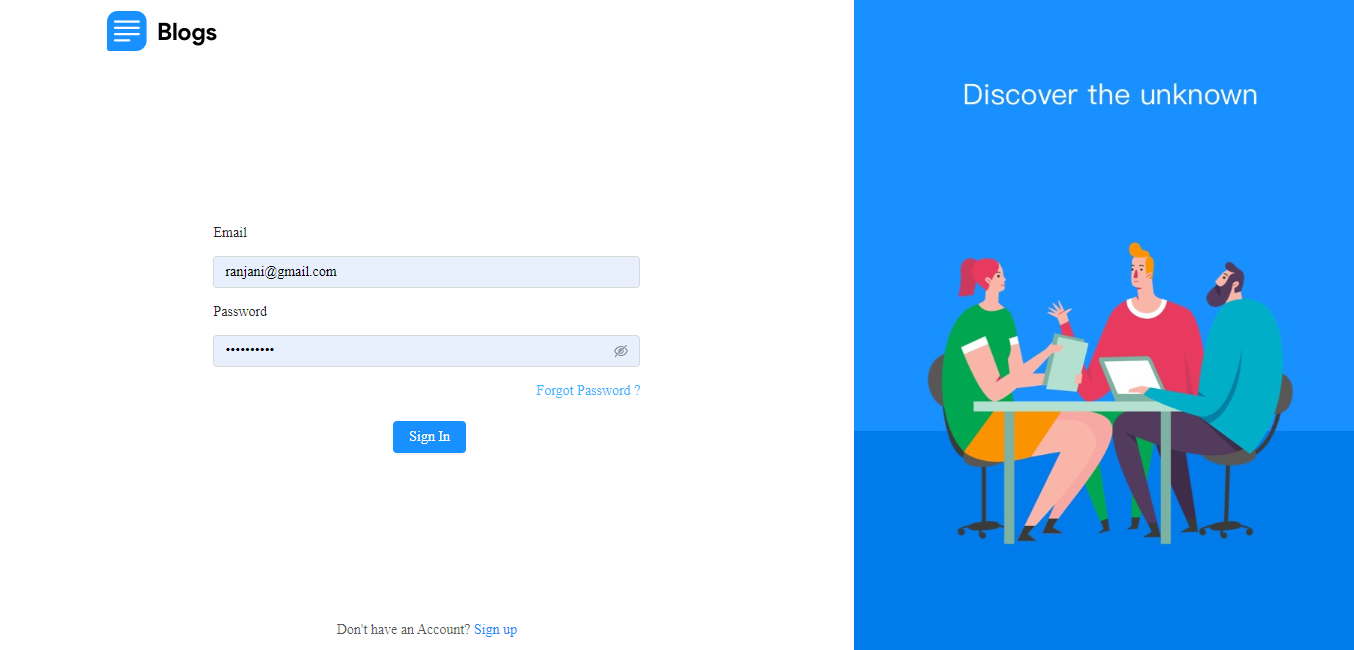 Blogs
Discover the unknown
Email
ranjani@gmail.com
Password
••••••••••
Forgot Password ?
Sign In
Don't have an Account? Sign up